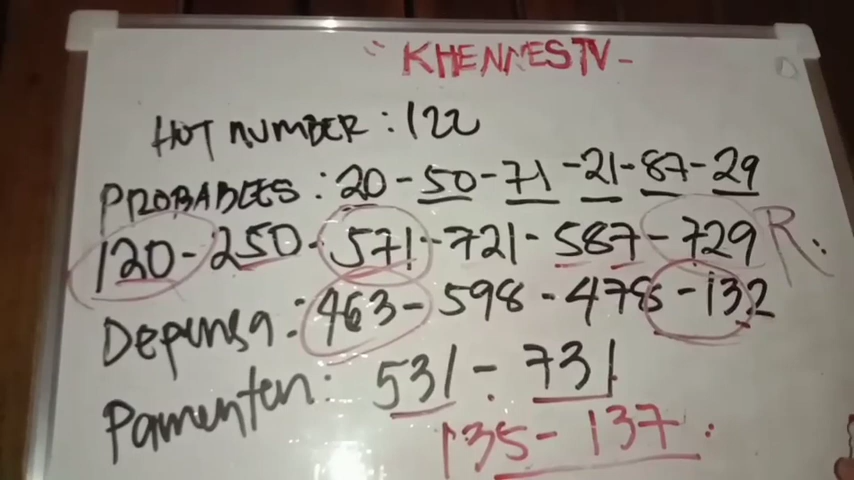 " KHENNESTV -
HOT NUMBER : 122
PROBABLES : 20 - 50 - 71 - 21 - 87 - 29
120 - 250 - 571 - 721 - 587 - 729 R.
Depensa : 463 - 598 - 478 - 132
Pamenten : 531 - 731
135 - 137 .